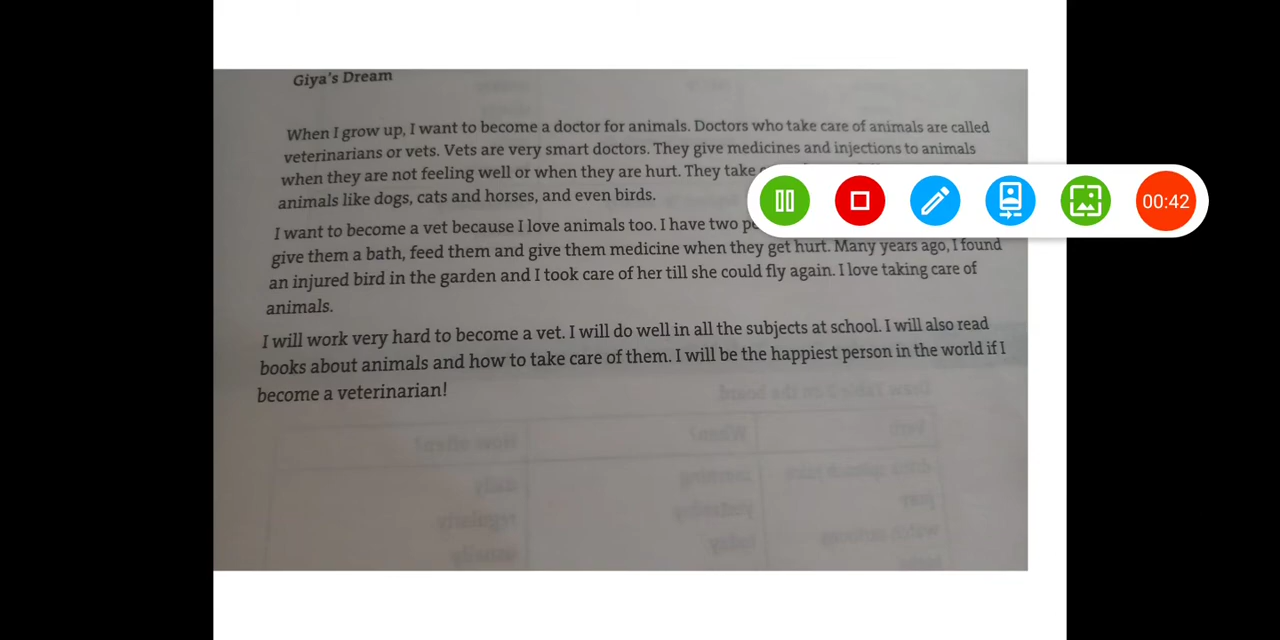 Giya's Dream
When I grow up, I want to become a doctor for animals. Doctors who take care of animals are called
veterinarians or vets. Vets are very smart doctors. They give medicines and injections to animals
when they are not feeling well or when they are hurt. They take
animals like dogs, cats and horses, and even birds.
I want to become a vet because I love animals too. I have two
give them a bath, feed them and give them medicine when they get hurt. Many years ago, I found
an injured bird in the garden and I took care of her till she could fly again. I love taking care of
animals.
I will work very hard to become a vet. I will do well in all the subjects at school. I will also read
books about animals and how to take care of them. I will be the happiest person in the world if I
become a veterinarian!
00:42